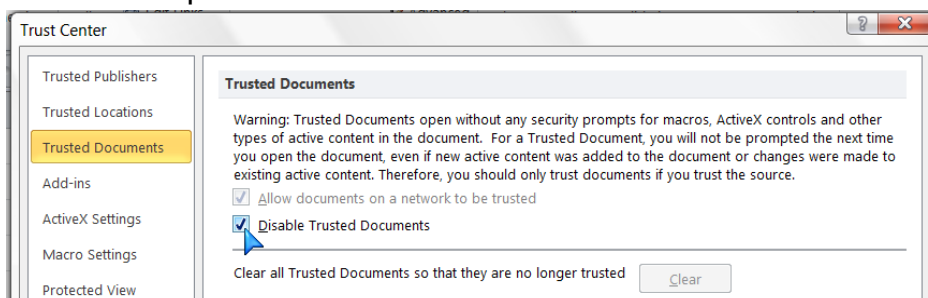 Trust Center
Trusted Publishers
Trusted Locations
Trusted Documents
Add-ins
ActiveX Settings
Macro Settings
Protected View
Trusted Documents
Warning: Trusted Documents open without any security prompts for macros, ActiveX controls and other
types of active content in the document.  For a Trusted Document, you will not be prompted the next time
you open the document, even if new active content was added to the document or changes were made to
existing active content. Therefore, you should only trust documents if you trust the source.
Allow documents on a network to be trusted
Disable Trusted Documents
Clear all Trusted Documents so that they are no longer trusted
Clear